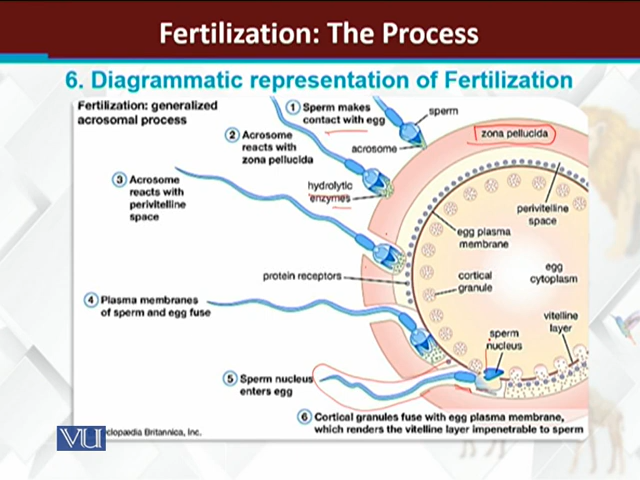 Fertilization: The Process
6. Diagrammatic representation of Fertilization
Fertilization: generalized
acrosomal process
1 Sperm makes
contact with egg
sperm
2 Acrosome
reacts with
zona pellucida
acrosome
zona pellucida
3 Acrosome
reacts with
perivitelline
space
hydrolytic
enzymes
perivitelline
space
egg plasma
membrane
protein receptors
cortical
granule
egg
cytoplasm
4 Plasma membranes
of sperm and egg fuse
vitelline
layer
sperm
nucleus
5 Sperm nucleus
enters egg
6 Cortical granules fuse with egg plasma membrane,
which renders the vitelline layer impenetrable to sperm
VU
clopædia Britannica, Inc.